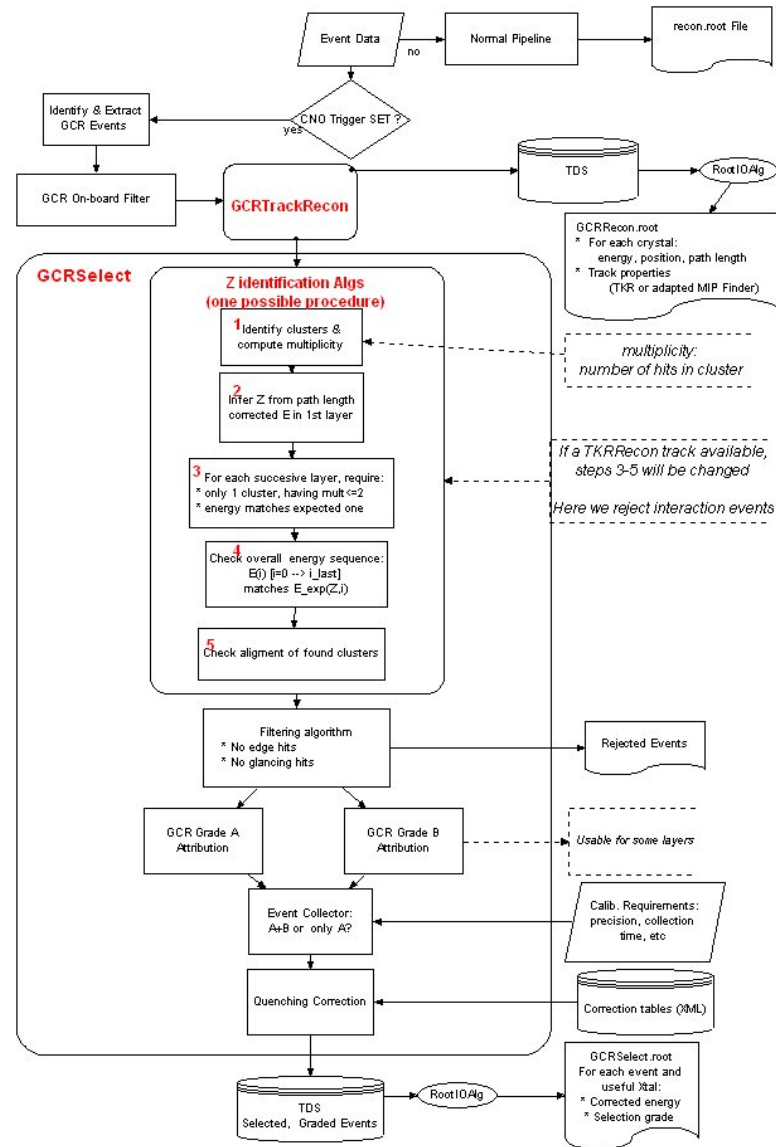 Event Data
no
Normal Pipeline
recon.root File
Identify & Extract
GCR Events
yes
CNO Trigger SET ?
GCR On-board Filter
GCRTrackRecon
TDS
RootIOAlg
GCRRecon.root
* For each crystal:
energy, position, path length
* Track properties
(TKR or adapted MIP Finder)
GCRSelect
Z identification Algs
(one possible procedure)
1
Identify clusters &
compute multiplicity
multiplicity:
number of hits in cluster
2
Infer Z from path length
corrected E in 1st layer
3
For each succesive layer, require:
* only 1 cluster, having mult<=2
* energy matches expected one
If a TKRRecon track available,
steps 3-5 will be changed
Here we reject interaction events
4
Check overall energy sequence:
E(i) [i=0 --> i_last]
matches E_exp(Z,i)
5
Check aligment of found clusters
Filtering algorithm
* No edge hits
* No glancing hits
Rejected Events
GCR Grade A
Attribution
GCR Grade B
Attribution
Usable for some layers
Event Collector:
A+B or only A?
Calib. Requirements:
precision, collection
time, etc
Quenching Correction
Correction tables (XML)
TDS
Selected, Graded Events
RootIOAlg
GCRSelect.root
For each event and
useful Xtal:
* Corrected energy
* Selection grade